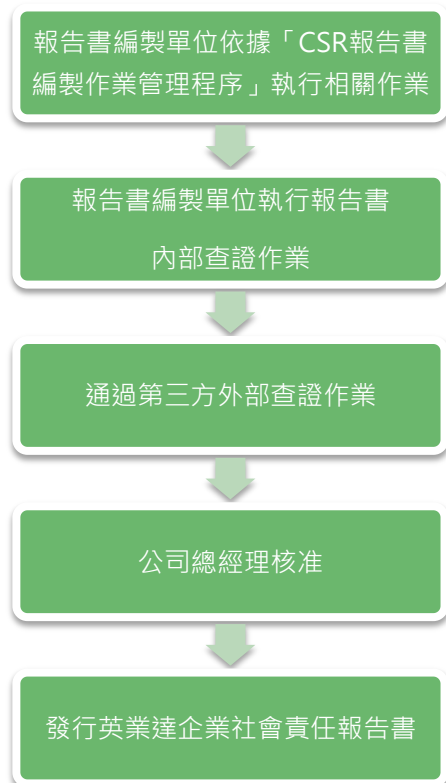 報告書編製單位依據「CSR報告書
編製作業管理程序」執行相關作業
報告書編製單位執行報告書
內部查證作業
通過第三方外部查證作業
公司總經理核准
發行英業達企業社會責任報告書